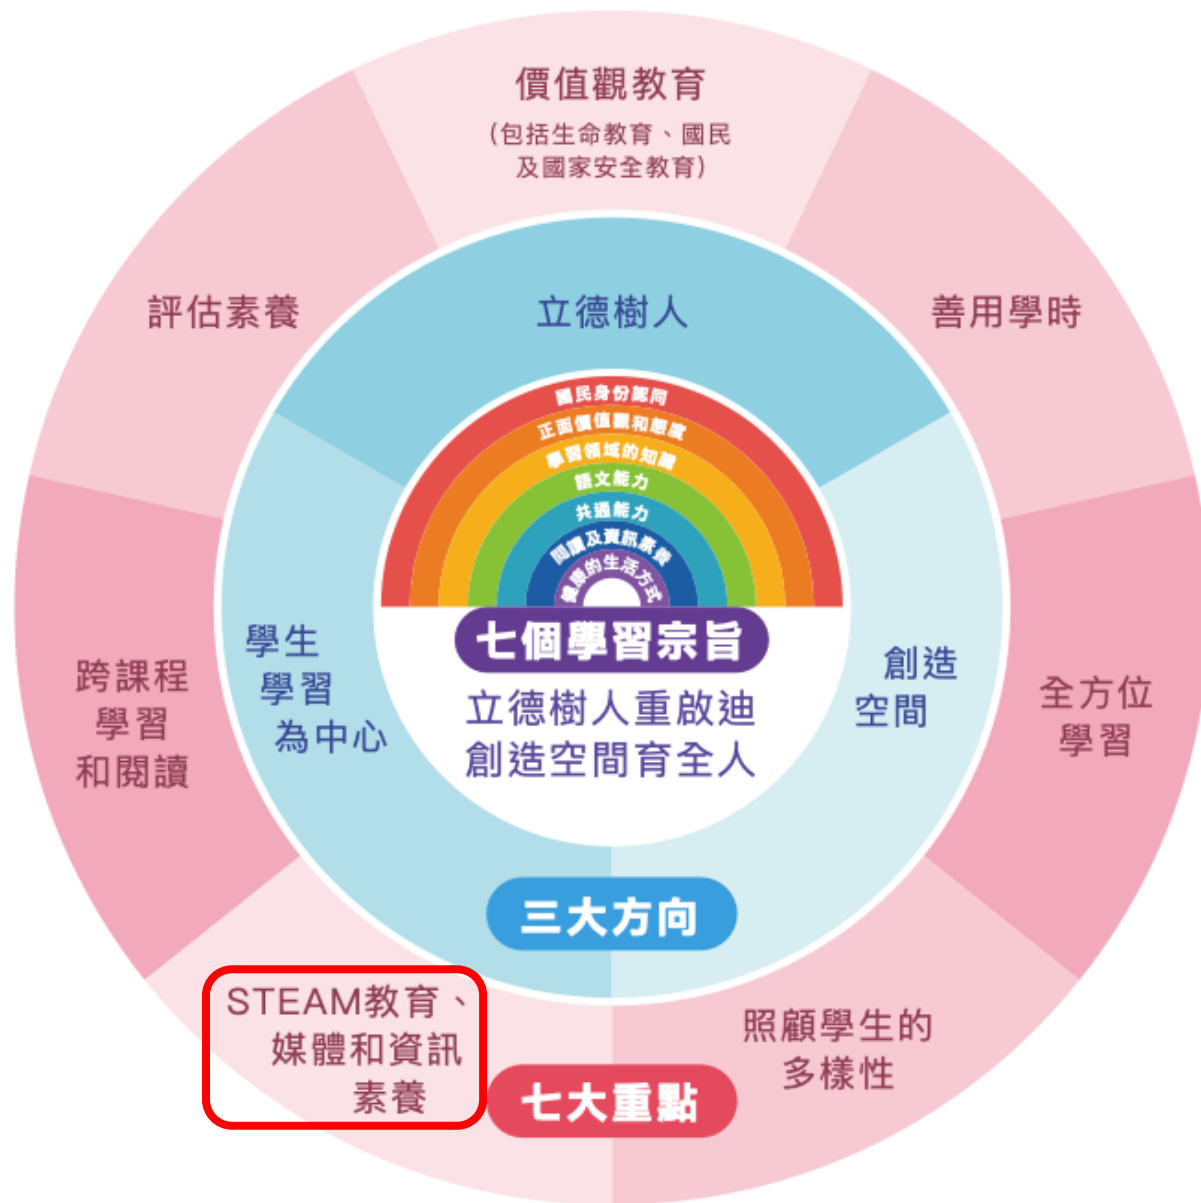 價值觀教育
(包括生命教育、國民
及國家安全教育)
評估素養
立德樹人
善用學時
國民身份認同
正面價值觀和態度
學習領域的知識
語文能力
共通能力
閱讀及資訊素養
健康的生活方式
七個學習宗旨
立德樹人重啟迪
創造空間育全人
學生
學習
為中心
創造
空間
跨課程
學習
和閱讀
全方位
學習
三大方向
STEAM教育、
媒體和資訊
素養
照顧學生的
多樣性
七大重點